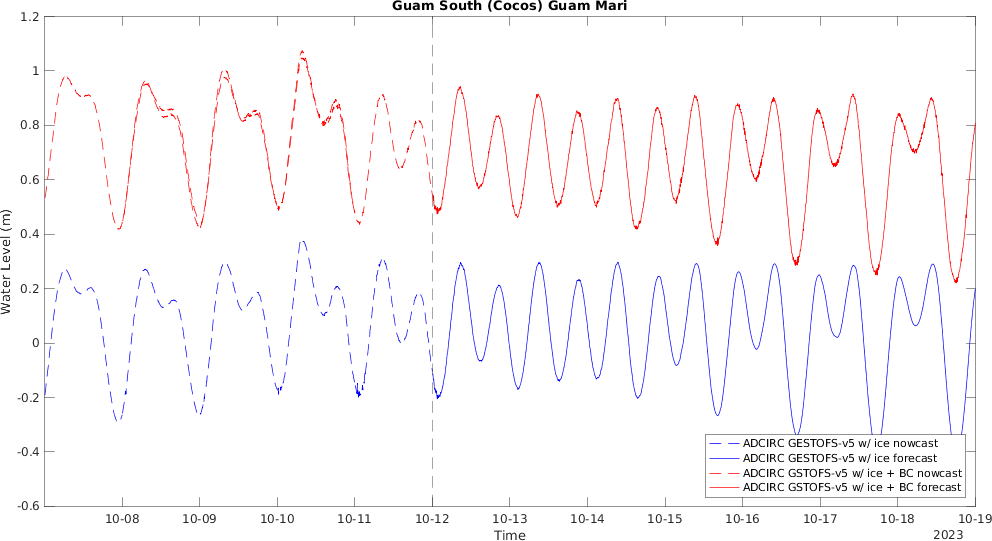 Guam South (Cocos) Guam Mari
1.2
1
0.8
0.6
0.4
0.2
0
-0.2
-0.4
-0.6
Water Level (m)
ADCIRC GESTOFS-v5 w/ ice nowcast
ADCIRC GESTOFS-v5 w/ ice forecast
ADCIRC GSTOFS-v5 w/ ice + BC nowcast
ADCIRC GSTOFS-v5 w/ ice + BC forecast
10-08 10-09 10-10 10-11 10-12 10-13 10-14 10-15 10-16 10-17 10-18 10-19
Time
2023